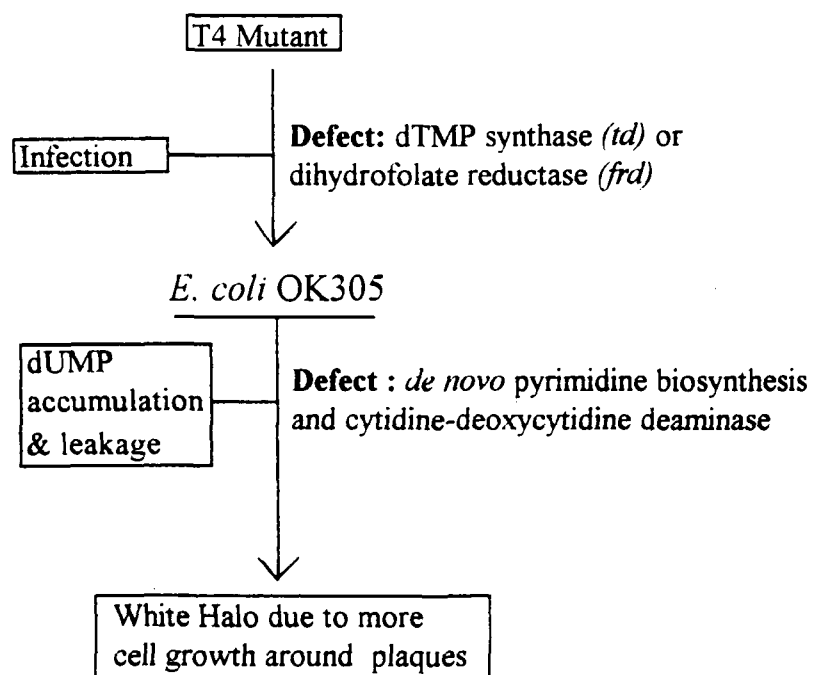 T4 Mutant
Infection
Defect: dTMP synthase (td) or
dihydrofolate reductase (frd)
E. coli OK305
dUMP
accumulation
& leakage
Defect : de novo pyrimidine biosynthesis
and cytidine-deoxycytidine deaminase
White Halo due to more
cell growth around plaques